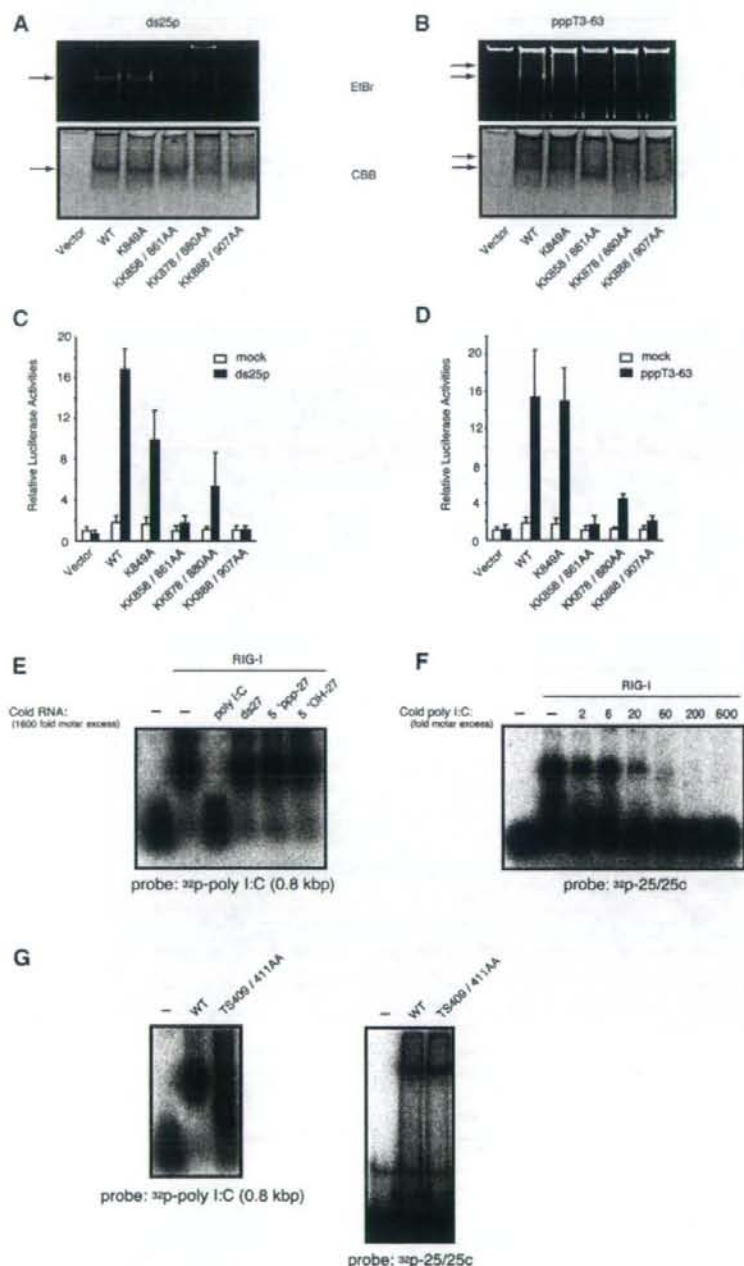 A
ds25p
B
pppT3-63
EtBr
CBB
Vector
WT
K849A
KK858 / 861AA
KK878 / 880AA
KK888 / 907AA
Vector
WT
K849A
KK858 / 861AA
KK878 / 880AA
KK888 / 907AA
C
Relative Luciferase Activities
20
16
12
8
4
0
mock
ds25p
Vector
WT
K849A
KK858 / 861AA
KK878 / 880AA
KK888 / 907AA
D
Relative Luciferase Activities
20
16
12
8
4
0
mock
pppT3-63
Vector
WT
K849A
KK858 / 861AA
KK878 / 880AA
KK888 / 907AA
E
RIG-I
Cold RNA:
(1600 fold molar excess)
–
–
poly I:C
ds27
5 'ppp-27
5 'OH-27
probe: ³²p-poly I:C (0.8 kbp)
F
RIG-I
Cold poly I:C:
(fold molar excess)
– – 2 6 20 60 200 600
probe: ³²p-25/25c
G
–
WT
TS409 / 411AA
probe: ³²p-poly I:C (0.8 kbp)
–
WT
TS409 / 411AA
probe: ³²p-25/25c